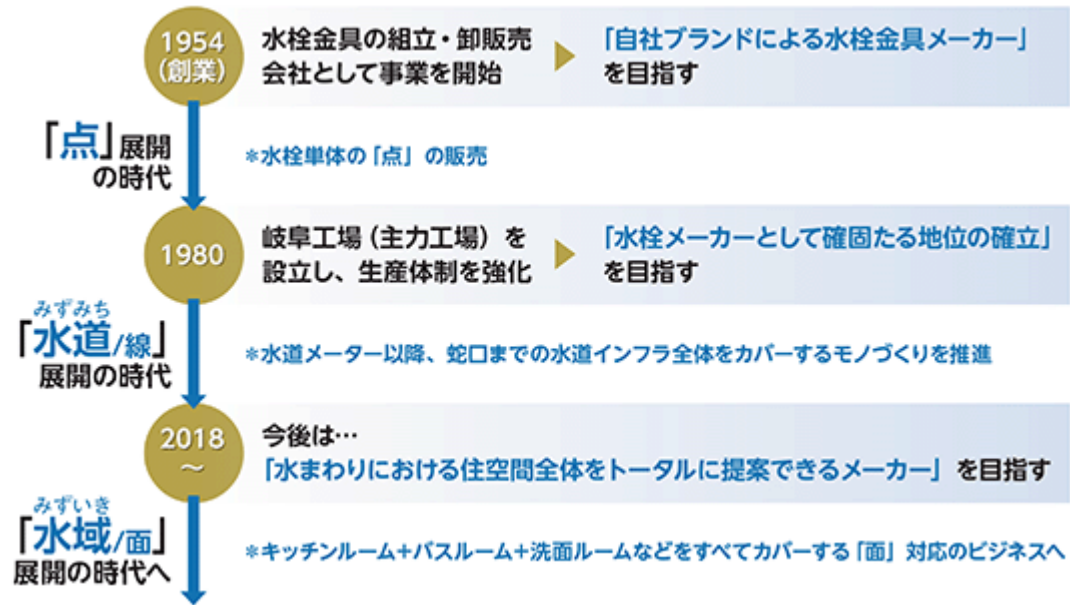 1954
(創業)
水栓金具の組立・卸販売
会社として事業を開始
「自社ブランドによる水栓金具メーカー」
を目指す
「点」展開
の時代
*水栓単体の「点」の販売
1980
岐阜工場(主力工場)を
設立し、生産体制を強化
「水栓メーカーとして確固たる地位の確立」
を目指す
みずみち
「水道/線」
展開の時代
*水道メーター以降、蛇口までの水道インフラ全体をカバーするモノづくりを推進
2018
~
今後は…
「水まわりにおける住空間全体をトータルに提案できるメーカー」を目指す
みずいき
「水域/面」
展開の時代へ
*キッチンルーム+バスルーム+洗面ルームなどをすべてカバーする「面」対応のビジネスへ